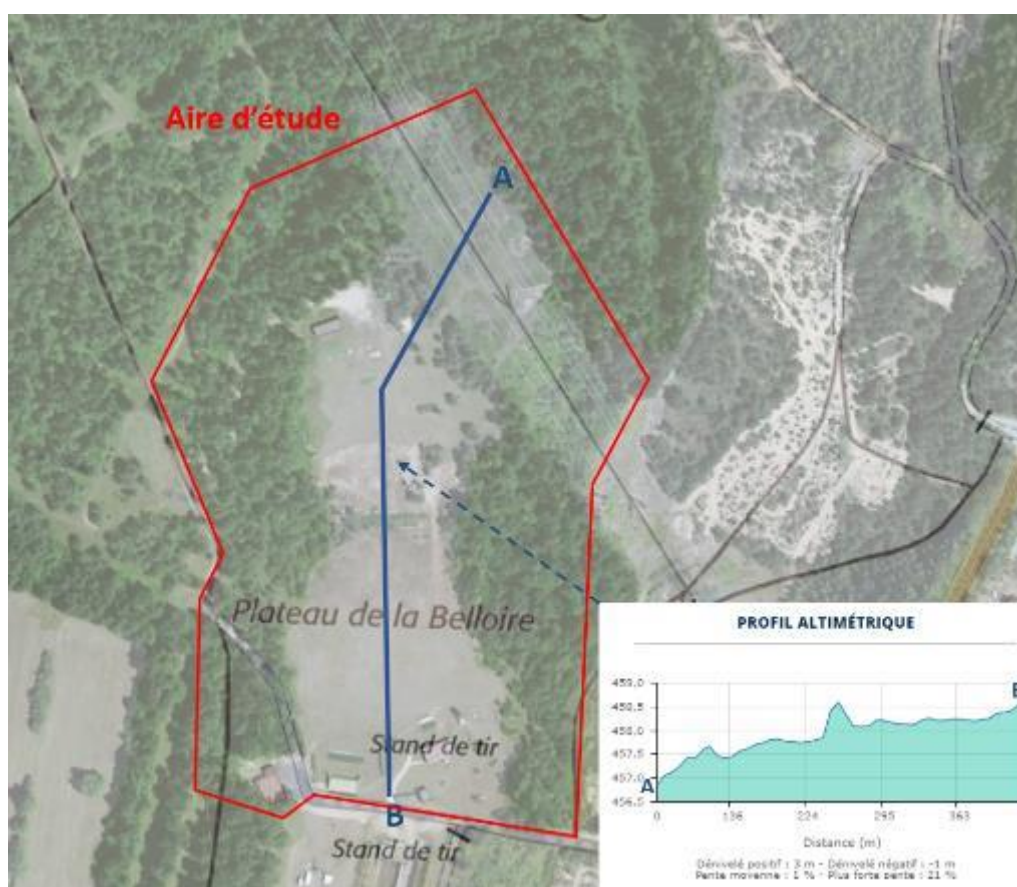 Aire d'étude
A
Plateau de la Belloire
Stand de tir
B
Stand de tir
PROFIL ALTIMÉTRIQUE
459.0
458.5
458.0
457.5
457.0
456.5
A
0
136
224
295
363
Distance (m)
Dénivelé positif : 3 m - Dénivelé négatif : -1 m
Pente moyenne : 1 % - Plus forte pente : 21 %